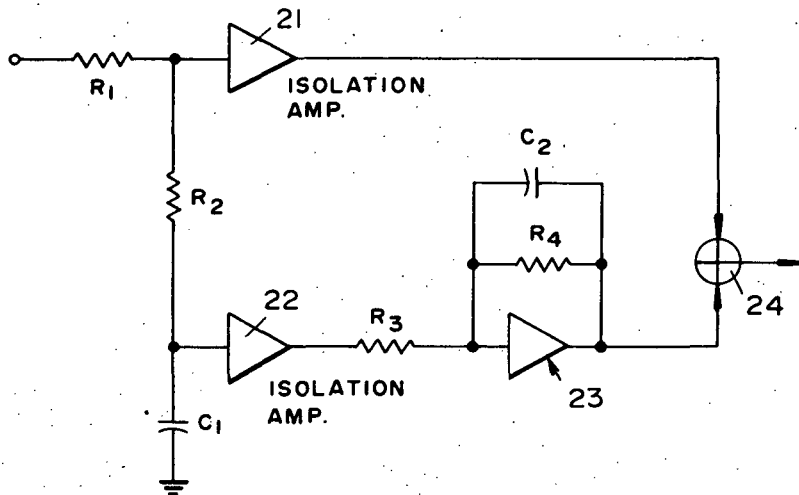 21
R1
ISOLATION
AMP.
C2
R2
R4
24
22
R3
ISOLATION
AMP.
23
C1